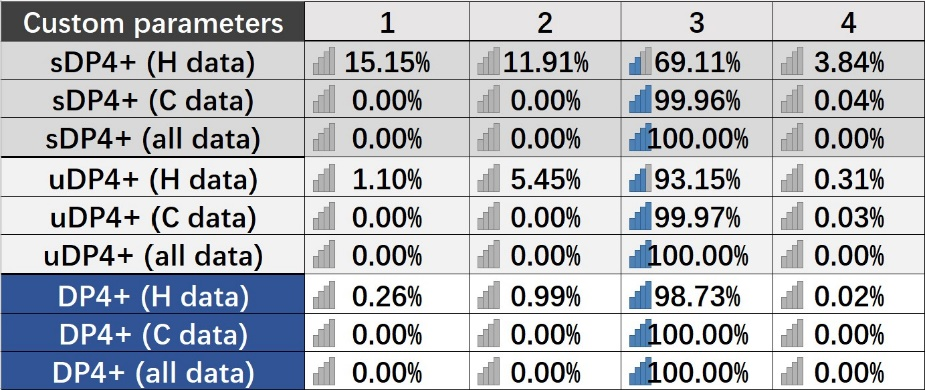 Custom parameters 1 2 3 4
sDP4+ (H data) 15.15% 11.91% 69.11% 3.84%
sDP4+ (C data) 0.00% 0.00% 99.96% 0.04%
sDP4+ (all data) 0.00% 0.00% 100.00% 0.00%
uDP4+ (H data) 1.10% 5.45% 93.15% 0.31%
uDP4+ (C data) 0.00% 0.00% 99.97% 0.03%
uDP4+ (all data) 0.00% 0.00% 100.00% 0.00%
DP4+ (H data) 0.26% 0.99% 98.73% 0.02%
DP4+ (C data) 0.00% 0.00% 100.00% 0.00%
DP4+ (all data) 0.00% 0.00% 100.00% 0.00%